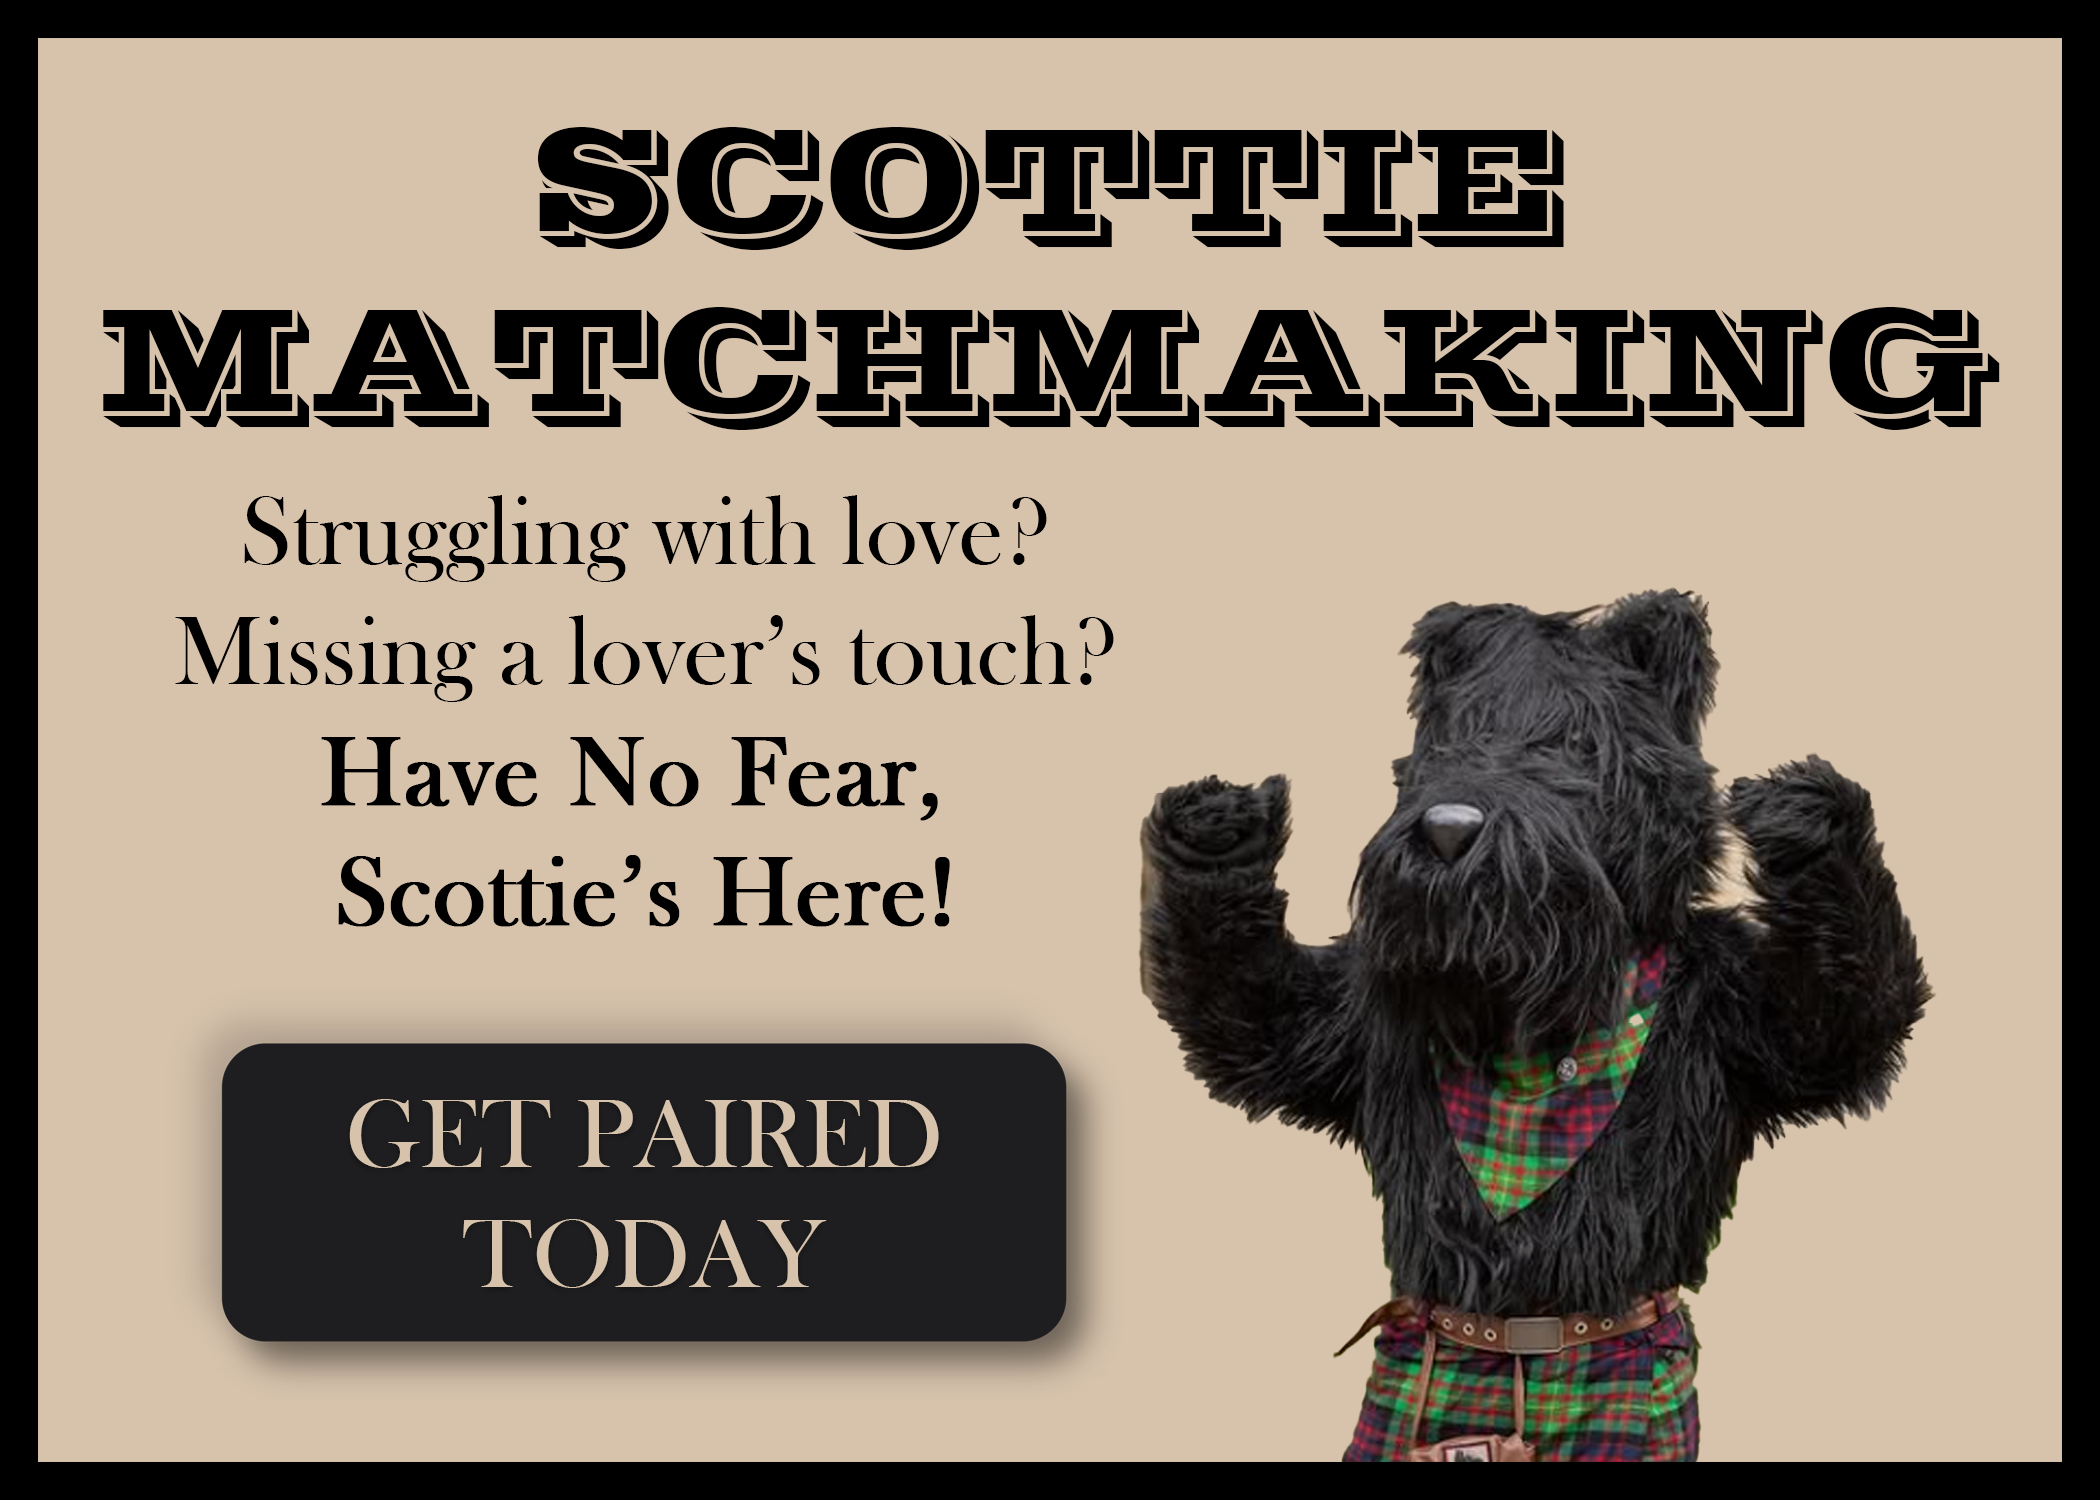 SCOTTIE
MATCHMAKING
Struggling with love?
Missing a lover’s touch?
Have No Fear,
Scottie’s Here!
GET PAIRED
TODAY